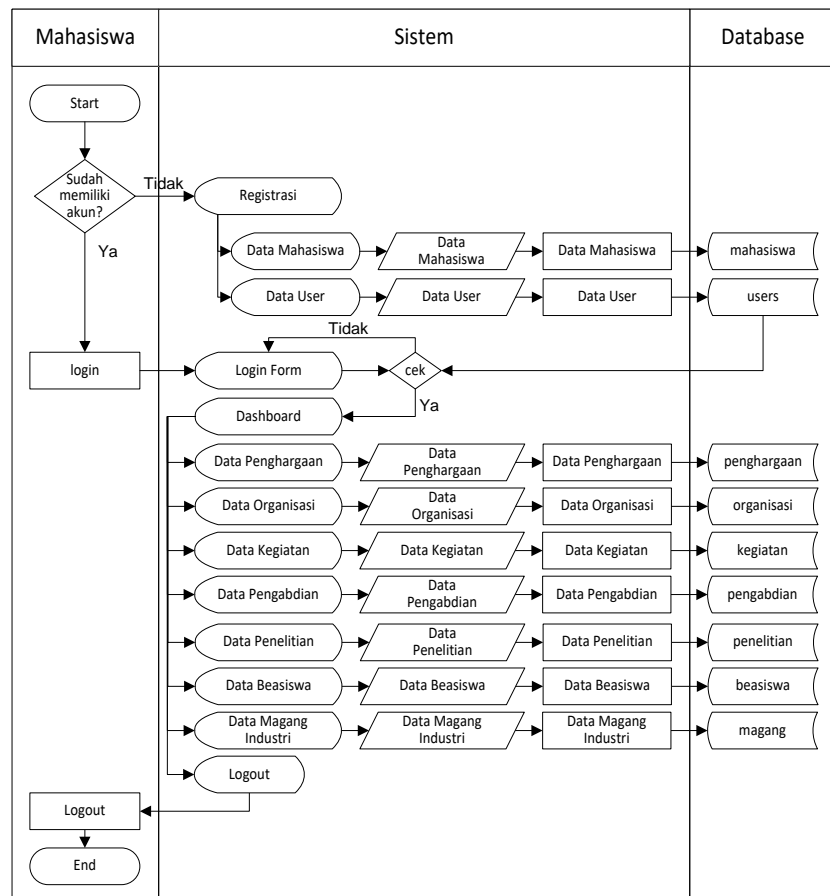 Mahasiswa
Sistem
Database
Start
Sudah
memiliki
akun?
Tidak
Registrasi
Ya
Data Mahasiswa
Data
Mahasiswa
Data Mahasiswa
mahasiswa
Data User
Data User
Data User
users
Tidak
login
Login Form
cek
Ya
Dashboard
Data Penghargaan
Data
Penghargaan
Data Penghargaan
penghargaan
Data Organisasi
Data
Organisasi
Data Organisasi
organisasi
Data Kegiatan
Data Kegiatan
Data Kegiatan
kegiatan
Data Pengabdian
Data
Pengabdian
Data Pengabdian
pengabdian
Data Penelitian
Data
Penelitian
Data Penelitian
penelitian
Data Beasiswa
Data Beasiswa
Data Beasiswa
beasiswa
Data Magang
Industri
Data Magang
Industri
Data Magang
Industri
magang
Logout
Logout
End